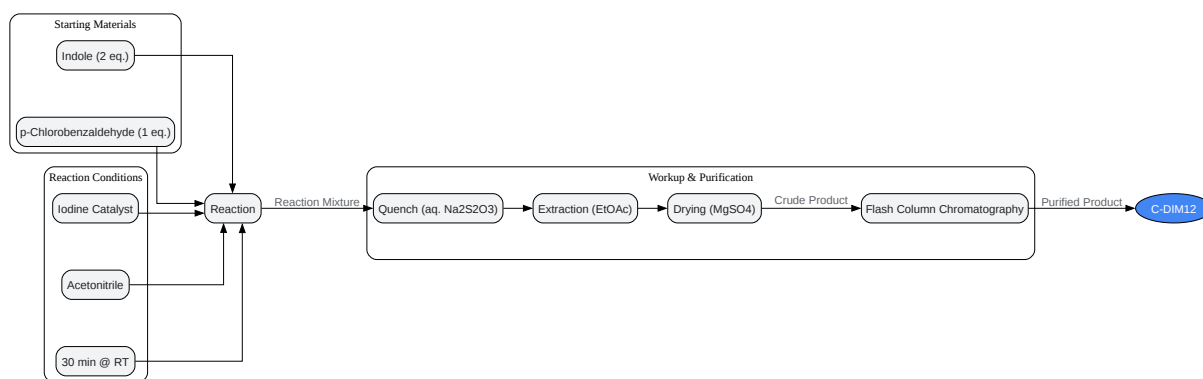 Starting Materials
Indole (2 eq.)
p-Chlorobenzaldehyde (1 eq.)
Reaction Conditions
Iodine Catalyst
Acetonitrile
30 min @ RT
Reaction
Reaction Mixture
Workup & Purification
Quench (aq. Na2S2O3)
Extraction (EtOAc)
Drying (MgSO4)
Crude Product
Flash Column Chromatography
Purified Product
C-DIM12